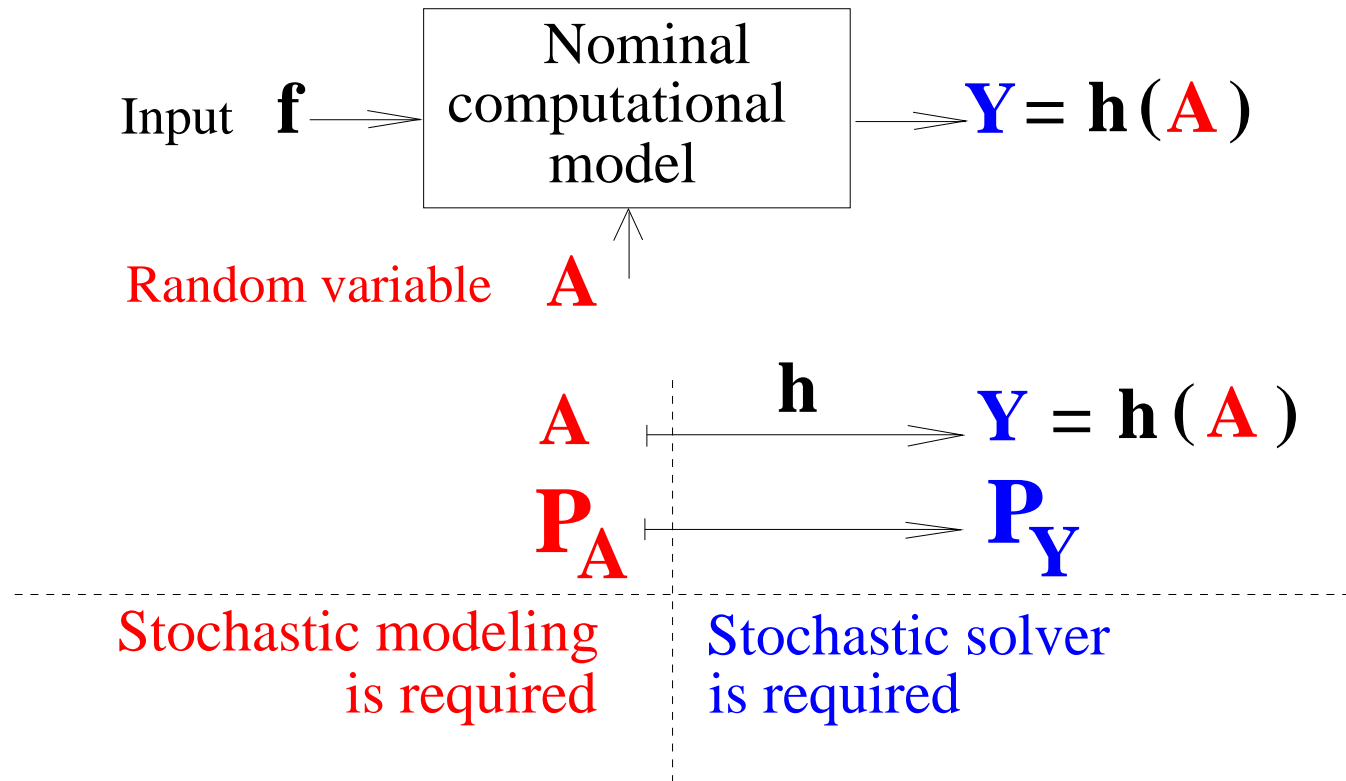 Nominal
Input f computational Y = h(A)
model
Random variable A
h
A Y = h(A)
P_A P_Y
Stochastic modeling Stochastic solver
is required is required